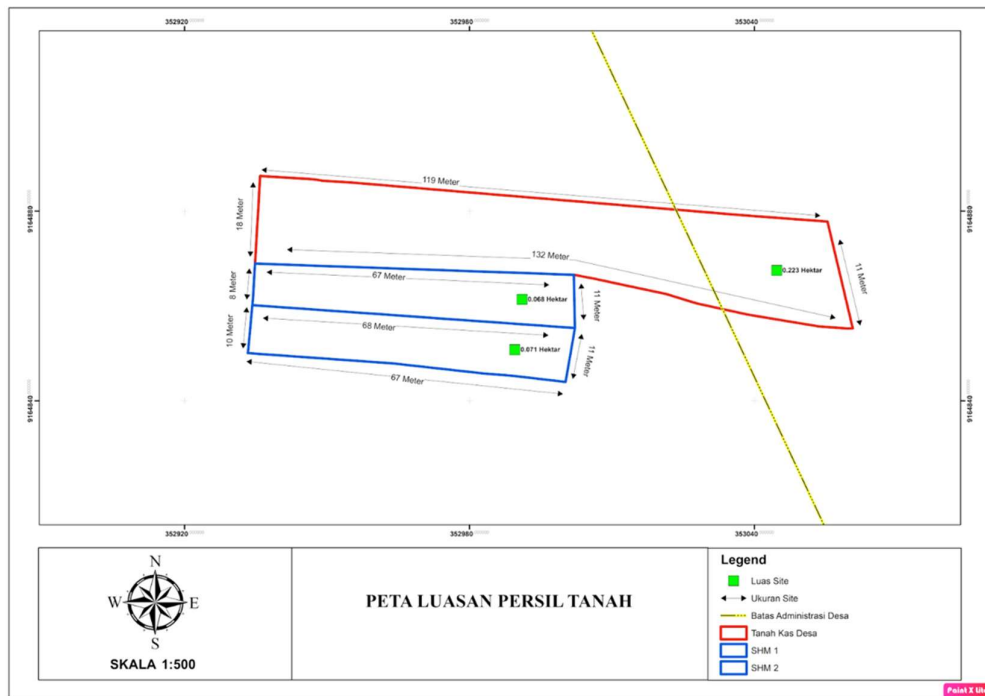 352920
352980
353040
9164880
9164880
119 Meter
18 Meter
132 Meter
11 Meter
0.223 Hektar
67 Meter
8 Meter
0.068 Hektar
11 Meter
68 Meter
10 Meter
0.071 Hektar
11 Meter
67 Meter
9164840
9164840
352920
352980
353040
N
W E
S
SKALA 1:500
PETA LUASAN PERSIL TANAH
Legend
Luas Site
Ukuran Site
Batas Administrasi Desa
Tanah Kas Desa
SHM 1
SHM 2